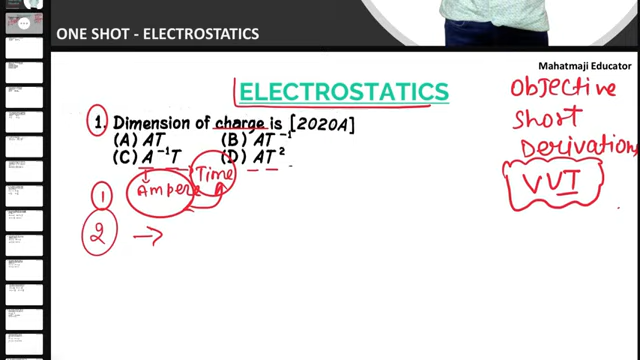 ONE SHOT - ELECTROSTATICS
Mahatmaji Educator
ELECTROSTATICS
1. Dimension of charge is [2020A]
(A) AT (B) AT⁻¹
(C) A⁻¹T (D) AT²
Objective
Short
Derivations
VVI
Time
Ampere
1
2 →